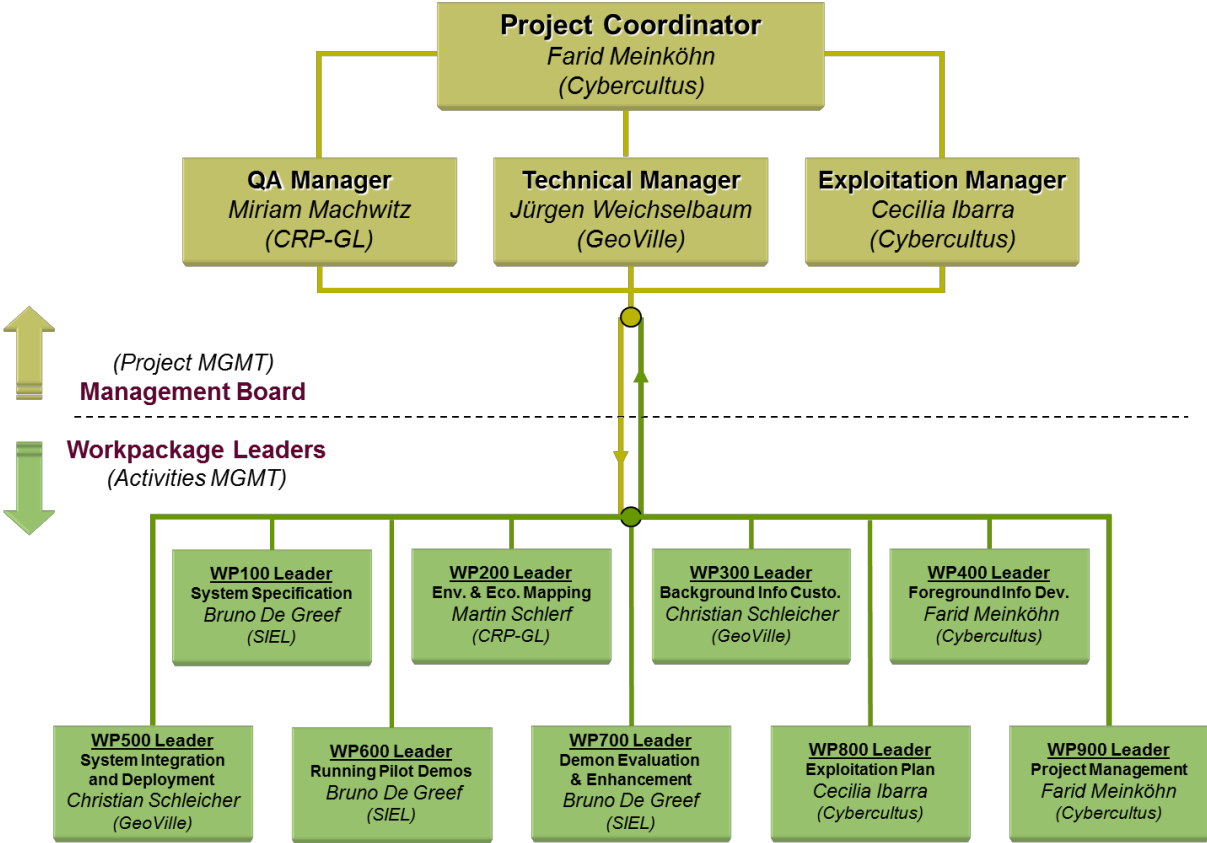 Project Coordinator
Farid Meinköhn
(Cybercultus)
QA Manager
Miriam Machwitz
(CRP-GL)
Technical Manager
Jürgen Weichselbaum
(GeoVille)
Exploitation Manager
Cecilia Ibarra
(Cybercultus)
(Project MGMT)
Management Board
Workpackage Leaders
(Activities MGMT)
WP100 Leader
System Specification
Bruno De Greef
(SIEL)
WP200 Leader
Env. & Eco. Mapping
Martin Schlerf
(CRP-GL)
WP300 Leader
Background Info Custo.
Christian Schleicher
(GeoVille)
WP400 Leader
Foreground Info Dev.
Farid Meinköhn
(Cybercultus)
WP500 Leader
System Integration
and Deployment
Christian Schleicher
(GeoVille)
WP600 Leader
Running Pilot Demos
Bruno De Greef
(SIEL)
WP700 Leader
Demon Evaluation
& Enhancement
Bruno De Greef
(SIEL)
WP800 Leader
Exploitation Plan
Cecilia Ibarra
(Cybercultus)
WP900 Leader
Project Management
Farid Meinköhn
(Cybercultus)